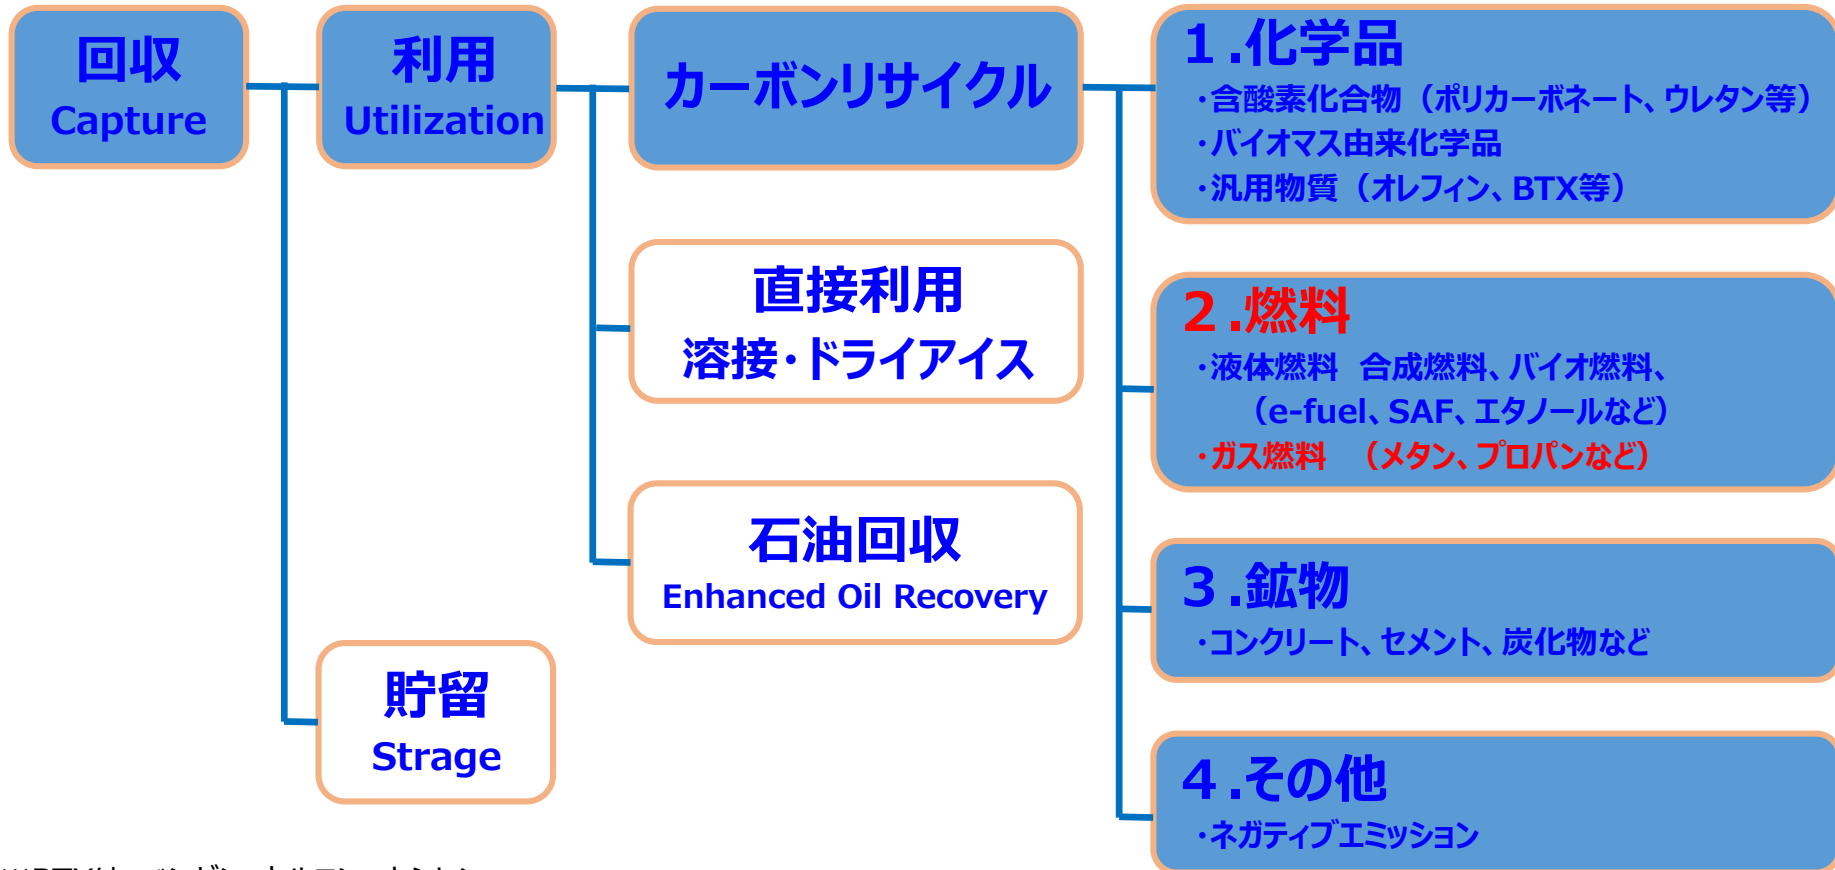 回収
Capture
利用
Utilization
カーボンリサイクル
1.化学品
・含酸素化合物（ポリカーボネート、ウレタン等）
・バイオマス由来化学品
・汎用物質（オレフィン、BTX等）
直接利用
溶接・ドライアイス
2.燃料
・液体燃料　合成燃料、バイオ燃料、
（e-fuel、SAF、エタノールなど）
・ガス燃料　（メタン、プロパンなど）
石油回収
Enhanced Oil Recovery
3.鉱物
・コンクリート、セメント、炭化物など
貯留
Strage
4.その他
・ネガティブエミッション